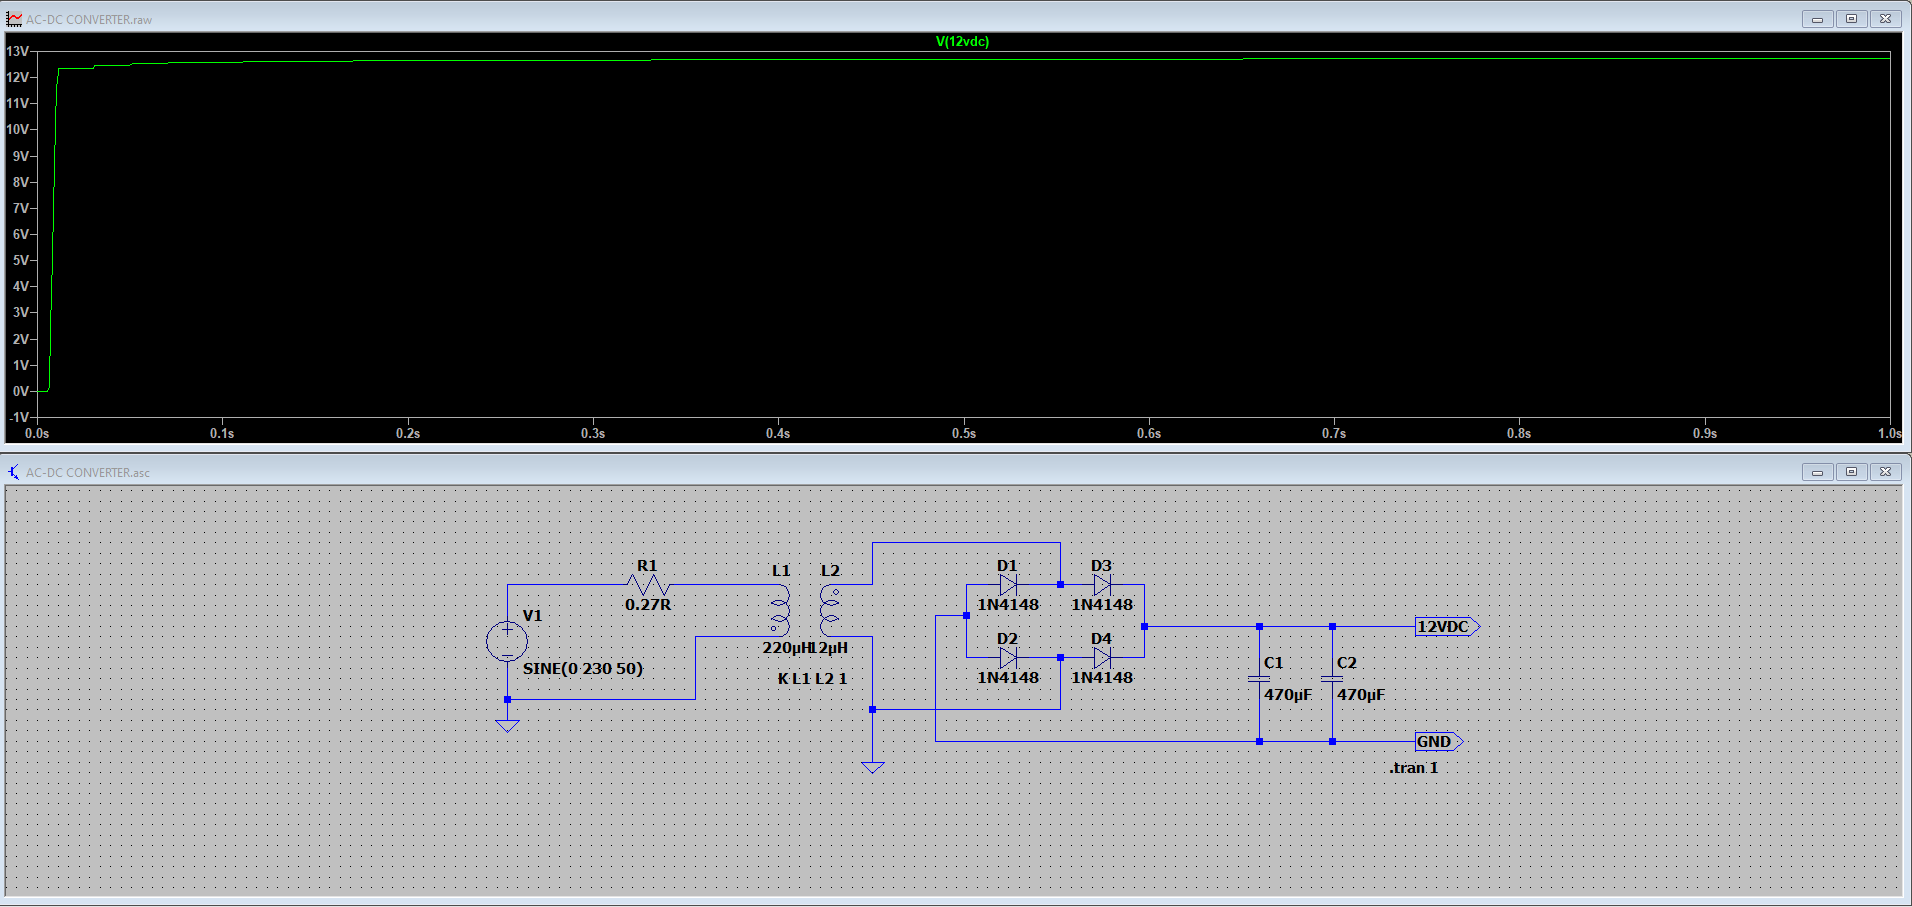 AC-DC CONVERTER.raw
V(12vdc)
13V
12V
11V
10V
9V
8V
7V
6V
5V
4V
3V
2V
1V
0V
-1V
0.0s 0.1s 0.2s 0.3s 0.4s 0.5s 0.6s 0.7s 0.8s 0.9s 1.0s
AC-DC CONVERTER.asc
R1
0.27R
V1
SINE(0 230 50)
L1 L2
220µH 12µH
K L1 L2 1
D1 D3
1N4148 1N4148
D2 D4
1N4148 1N4148
12VDC
C1 C2
470µF 470µF
GND
.tran 1